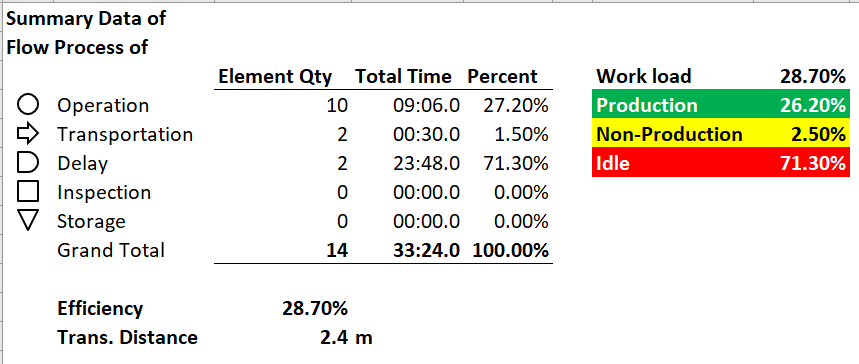 Summary Data of
Flow Process of
Element Qty Total Time Percent Work load 28.70%
Operation 10 09:06.0 27.20% Production 26.20%
Transportation 2 00:30.0 1.50% Non-Production 2.50%
Delay 2 23:48.0 71.30% Idle 71.30%
Inspection 0 00:00.0 0.00%
Storage 0 00:00.0 0.00%
Grand Total 14 33:24.0 100.00%
Efficiency 28.70%
Trans. Distance 2.4 m